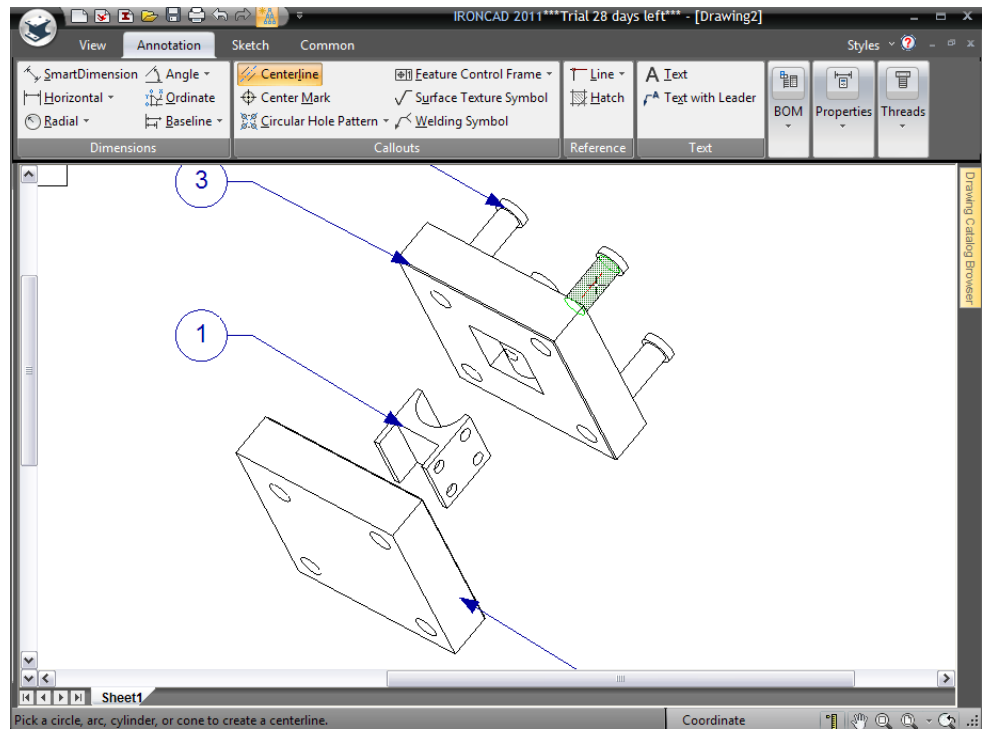 IRONCAD 2011***Trial 28 days left*** - [Drawing2]
View Annotation Sketch Common Styles
SmartDimension Angle Centerline Feature Control Frame Line A Text
Horizontal Ordinate Center Mark Surface Texture Symbol Hatch Text with Leader
Radial Baseline Circular Hole Pattern Welding Symbol
BOM Properties Threads
Dimensions Callouts Reference Text
Drawing Catalog Browser
3
1
Sheet1
Pick a circle, arc, cylinder, or cone to create a centerline. Coordinate